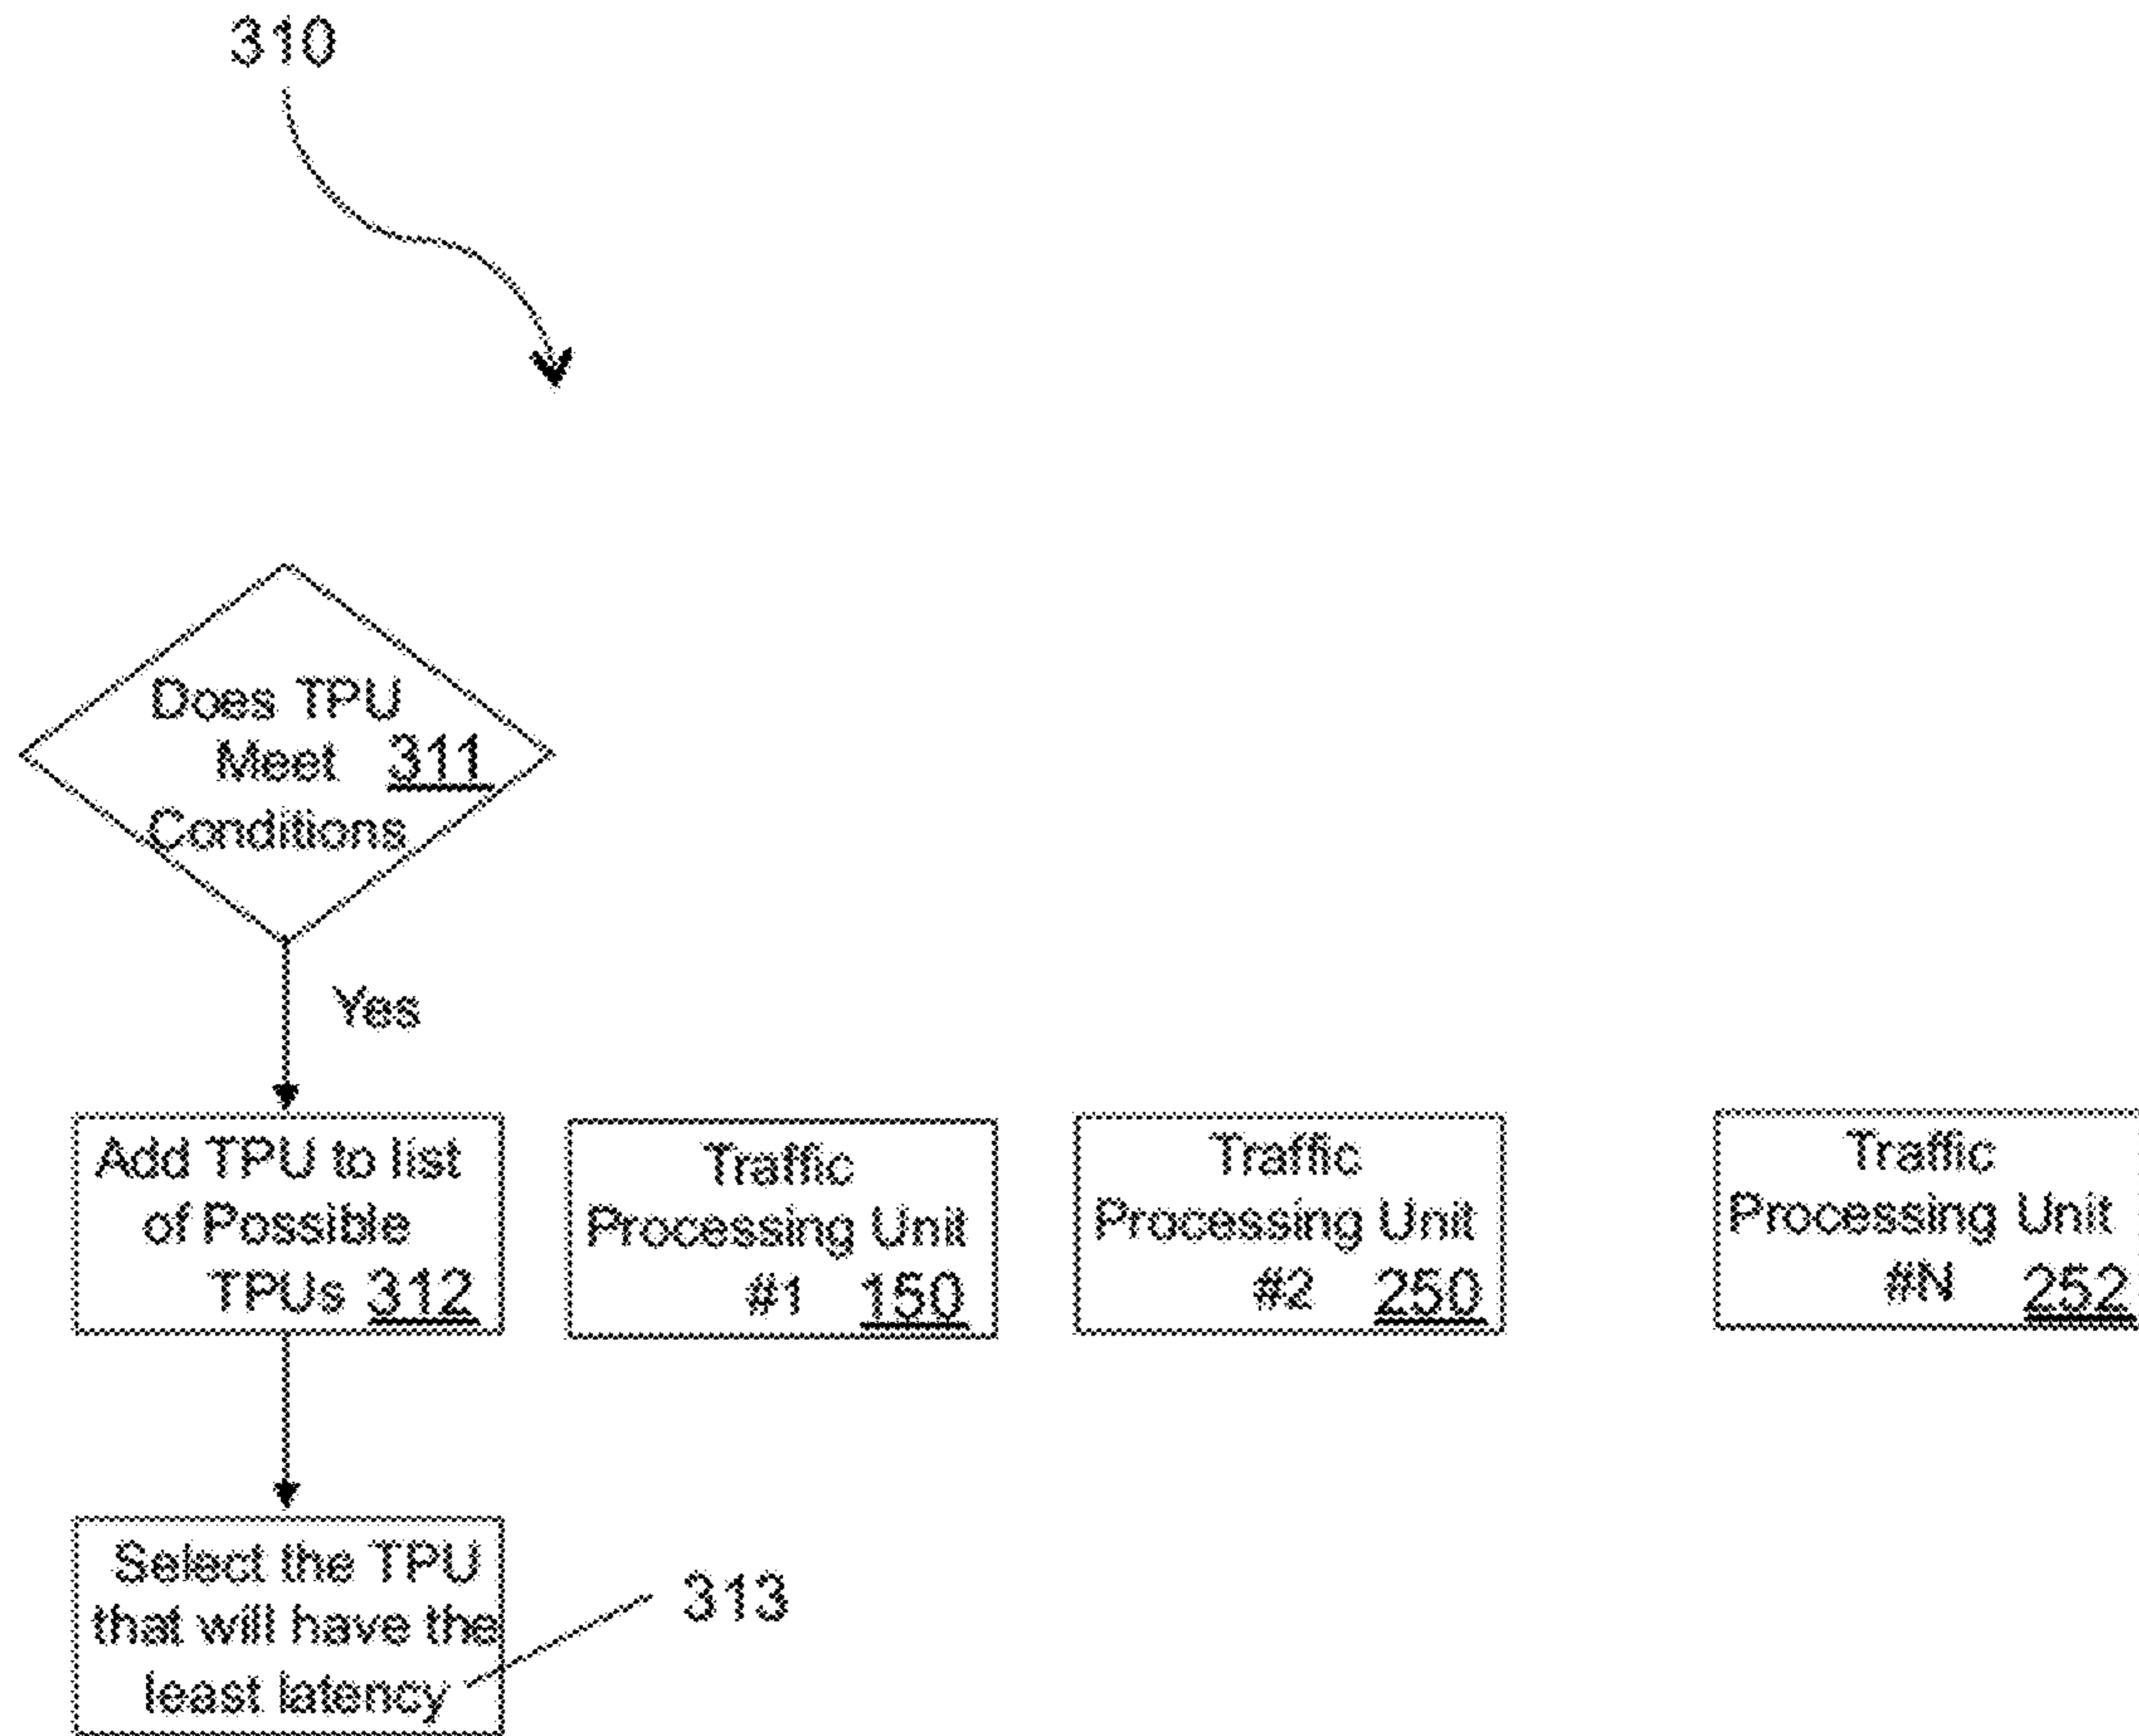 310
Does TPU
Meet 311
Conditions
Yes
Add TPU to list
of Possible
TPUs 312
Traffic
Processing Unit
#1 150
Traffic
Processing Unit
#2 250
Traffic
Processing Unit
#N 252
Select the TPU
that will have the
least latency
313